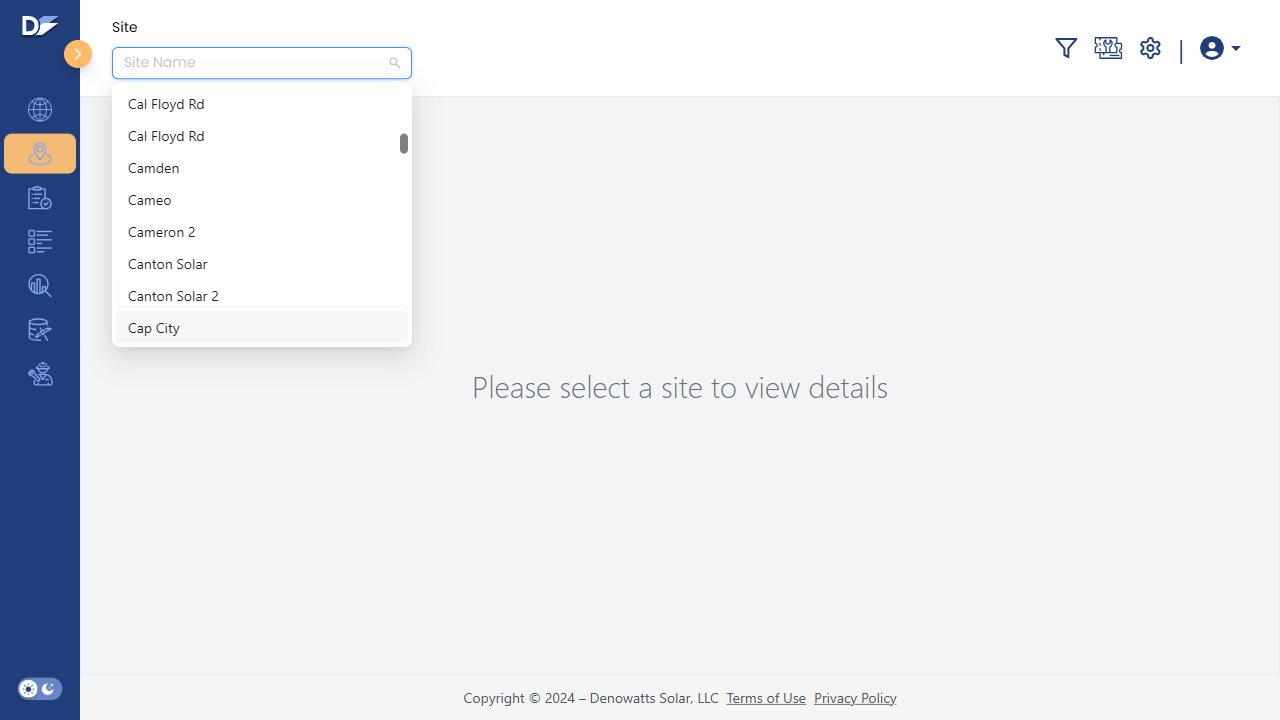 Site
Site Name
Cal Floyd Rd
Cal Floyd Rd
Camden
Cameo
Cameron 2
Canton Solar
Canton Solar 2
Cap City
Please select a site to view details
Copyright © 2024 – Denowatts Solar, LLC Terms of Use Privacy Policy